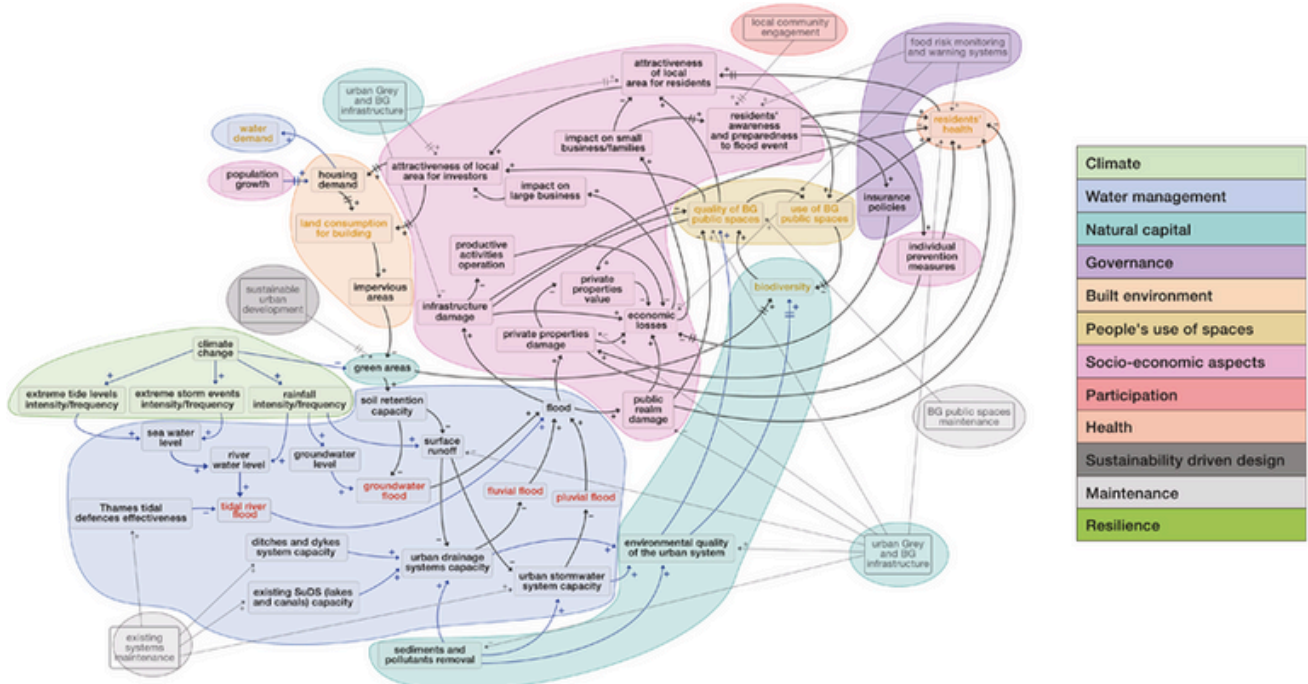 local community
engagement
food risk monitoring
and warning systems
attractiveness
of local
area for residents
urban Grey
and BG
infrastructure
residents'
awareness
and preparedness
to flood event
residents'
health
water
demand
impact on small
business/families
population
growth
housing
demand
attractiveness of local
area for investors
impact on
large business
insurance
policies
land consumption
for building
quality of BG
public spaces
use of BG
public spaces
productive
activities
operation
individual
prevention
measures
sustainable
urban
development
impervious
areas
private
properties
value
biodiversity
infrastructure
damage
economic
losses
private properties
damage
climate
change
green areas
extreme tide levels
intensity/frequency
extreme storm events
intensity/frequency
rainfall
intensity/frequency
soil retention
capacity
flood
public
realm
damage
BG public spaces
maintenance
sea water
level
river
water level
groundwater
level
surface
runoff
groundwater
flood
fluvial flood
pluvial flood
Thames tidal
defences effectiveness
tidal river
flood
ditches and dykes
system capacity
urban drainage
systems capacity
environmental quality
of the urban system
urban Grey
and BG
infrastructure
existing SuDS (lakes
and canals) capacity
urban stormwater
system capacity
existing
systems
maintenance
sediments and
pollutants removal
Climate
Water management
Natural capital
Governance
Built environment
People's use of spaces
Socio-economic aspects
Participation
Health
Sustainability driven design
Maintenance
Resilience